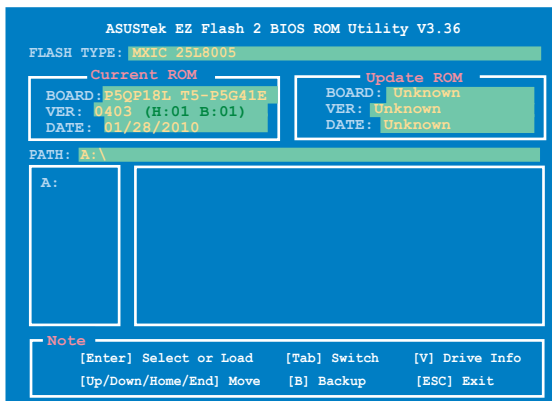 ASUSTek EZ Flash 2 BIOS ROM Utility V3.36
FLASH TYPE: MXIC 25L8005
Current ROM
BOARD:P5QP18L T5-P5G41E
VER: 0403 (H:01 B:01)
DATE: 01/28/2010
Update ROM
BOARD: Unknown
VER: Unknown
DATE: Unknown
PATH: A:\
A:
Note
[Enter] Select or Load [Tab] Switch [V] Drive Info
[Up/Down/Home/End] Move [B] Backup [ESC] Exit